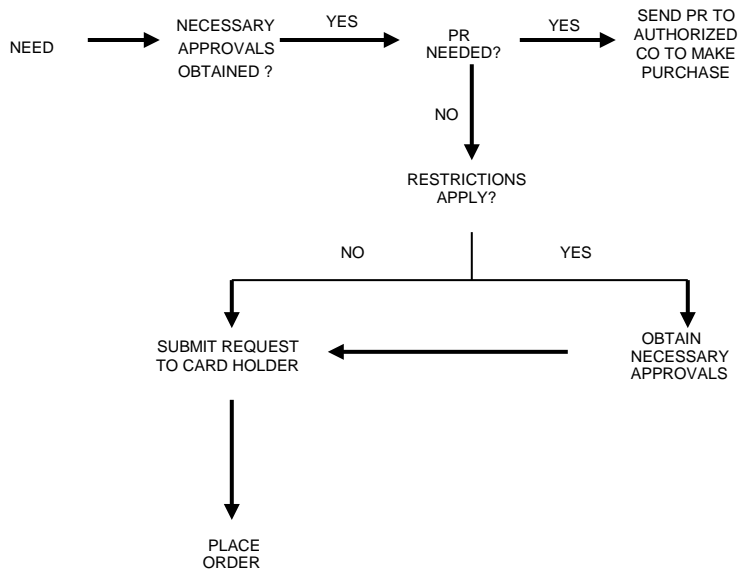 NEED
NECESSARY
APPROVALS
OBTAINED ?
YES
PR
NEEDED?
YES
SEND PR TO
AUTHORIZED
CO TO MAKE
PURCHASE
NO
RESTRICTIONS
APPLY?
NO
YES
SUBMIT REQUEST
TO CARD HOLDER
OBTAIN
NECESSARY
APPROVALS
PLACE
ORDER